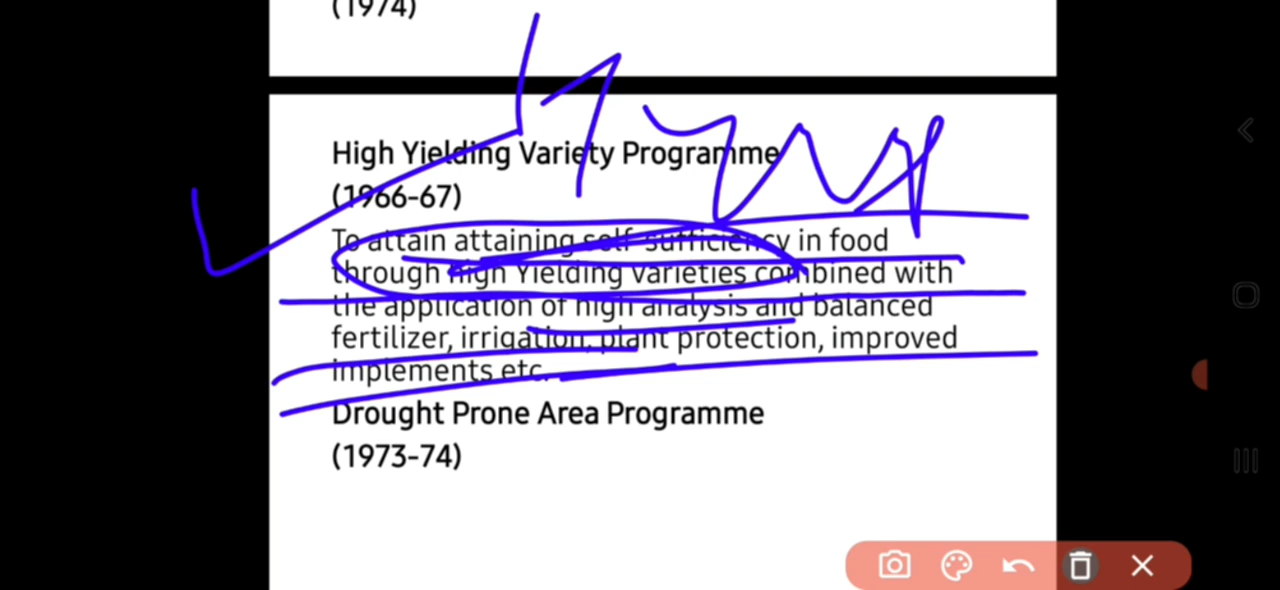 (1974)
High Yielding Variety Programme
(1966-67)
To attain attaining self-sufficiency in food
through high Yielding varieties combined with
the application of high analysis and balanced
fertilizer, irrigation, plant protection, improved
implements etc.
Drought Prone Area Programme
(1973-74)